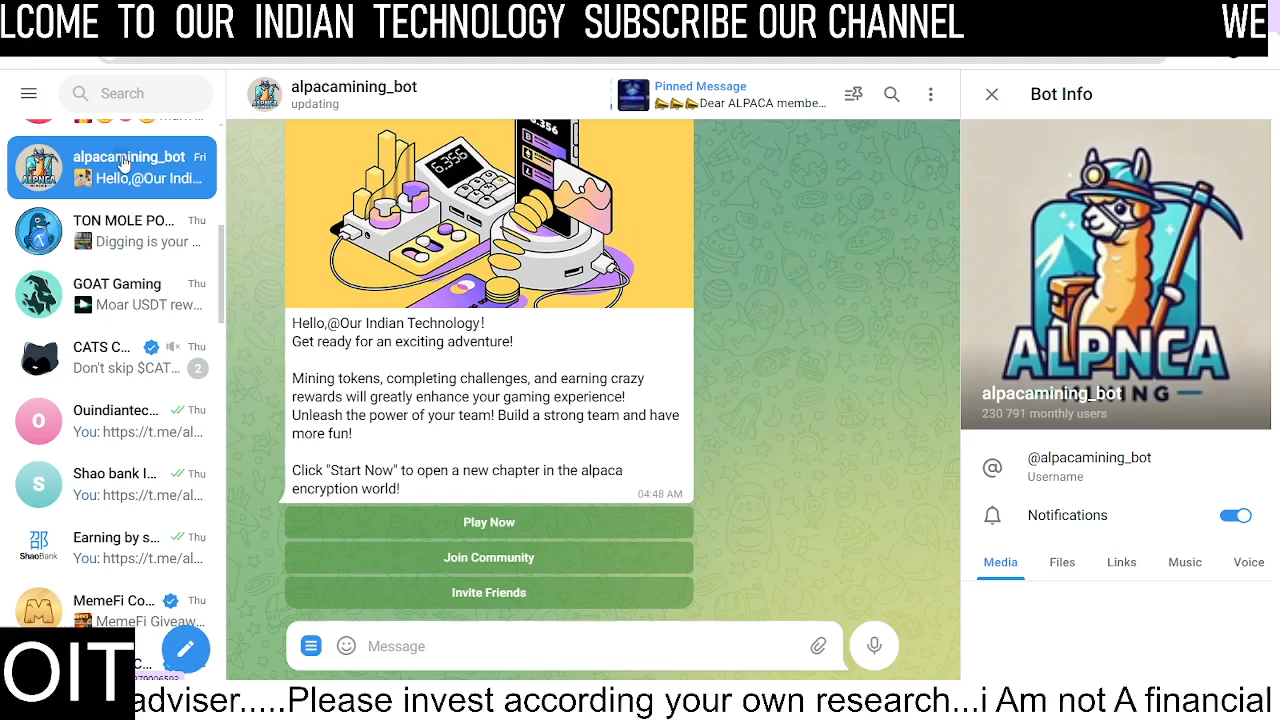 LCOME TO OUR INDIAN TECHNOLOGY SUBSCRIBE OUR CHANNEL WE
Search
alpacamining_bot Fri
Hello,@Our Indi...
TON MOLE PO... Thu
Digging is your ...
GOAT Gaming Thu
Moar USDT rew...
CATS C... Thu
Don't skip $CAT... 2
O
Ouindiantec... Thu
You: https://t.me/al...
S
Shao bank I... Thu
You: https://t.me/al...
邵
ShaoBank
Earning by s... Thu
You: https://t.me/al...
MemeFi Co... Thu
MemeFi Giveaw...
OIT
alpacamining_bot
updating
Pinned Message
Dear ALPACA membe...
6,356
Hello,@Our Indian Technology!
Get ready for an exciting adventure!
Mining tokens, completing challenges, and earning crazy
rewards will greatly enhance your gaming experience!
Unleash the power of your team! Build a strong team and have
more fun!
Click "Start Now" to open a new chapter in the alpaca
encryption world!
04:48 AM
Play Now
Join Community
Invite Friends
Message
Bot Info
ALPNCA
MINING
alpacamining_bot
230 791 monthly users
@alpacamining_bot
Username
Notifications
Media Files Links Music Voice
adviser.....Please invest according your own research...i Am not A financial